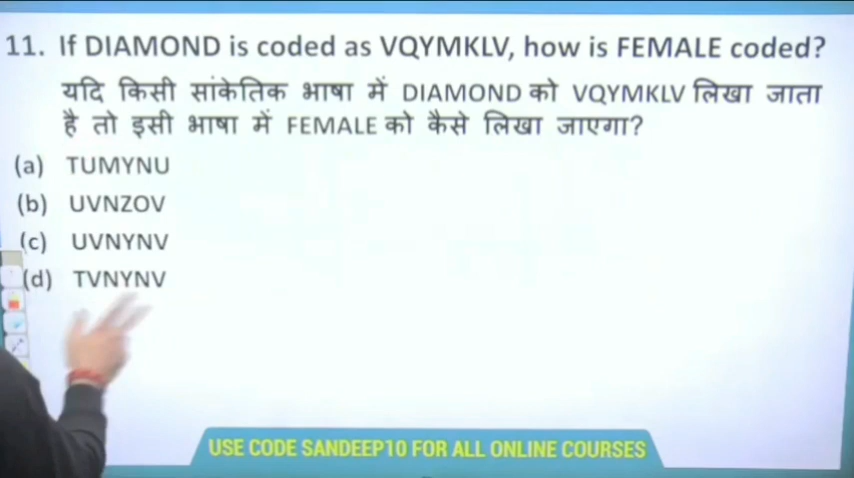 11. If DIAMOND is coded as VQYMKLV, how is FEMALE coded?
यदि किसी सांकेतिक भाषा में DIAMOND को VQYMKLV लिखा जाता
है तो इसी भाषा में FEMALE को कैसे लिखा जाएगा?
(a) TUMYNU
(b) UVNZOV
(c) UVNYNV
(d) TVNYNV
USE CODE SANDEEP10 FOR ALL ONLINE COURSES